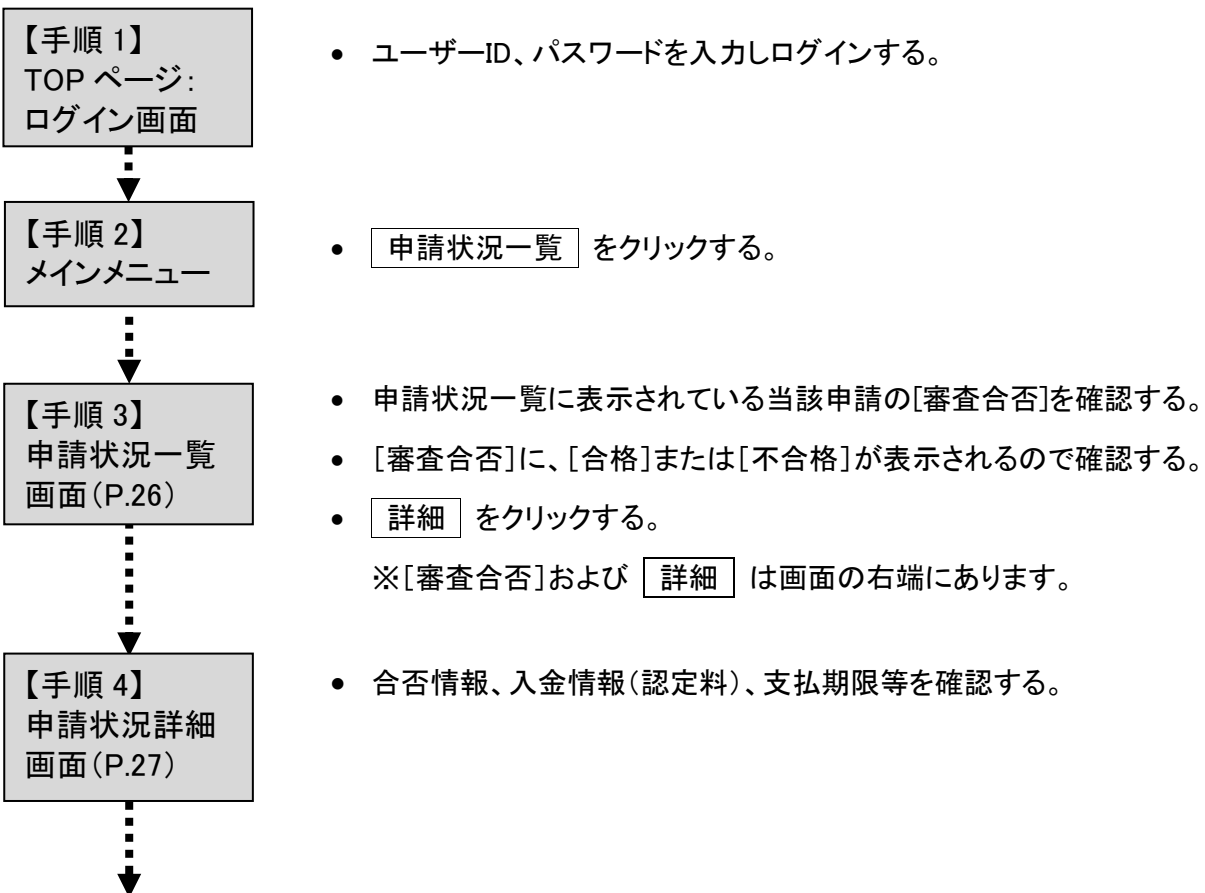 【手順 1】
TOP ページ:
ログイン画面
• ユーザーID、パスワードを入力しログインする。
【手順 2】
メインメニュー
• 申請状況一覧 をクリックする。
【手順 3】
申請状況一覧
画面(P.26)
• 申請状況一覧に表示されている当該申請の[審査合否]を確認する。
• [審査合否]に、[合格]または[不合格]が表示されるので確認する。
• 詳細 をクリックする。
※[審査合否]および 詳細 は画面の右端にあります。
【手順 4】
申請状況詳細
画面(P.27)
• 合否情報、入金情報(認定料)、支払期限等を確認する。